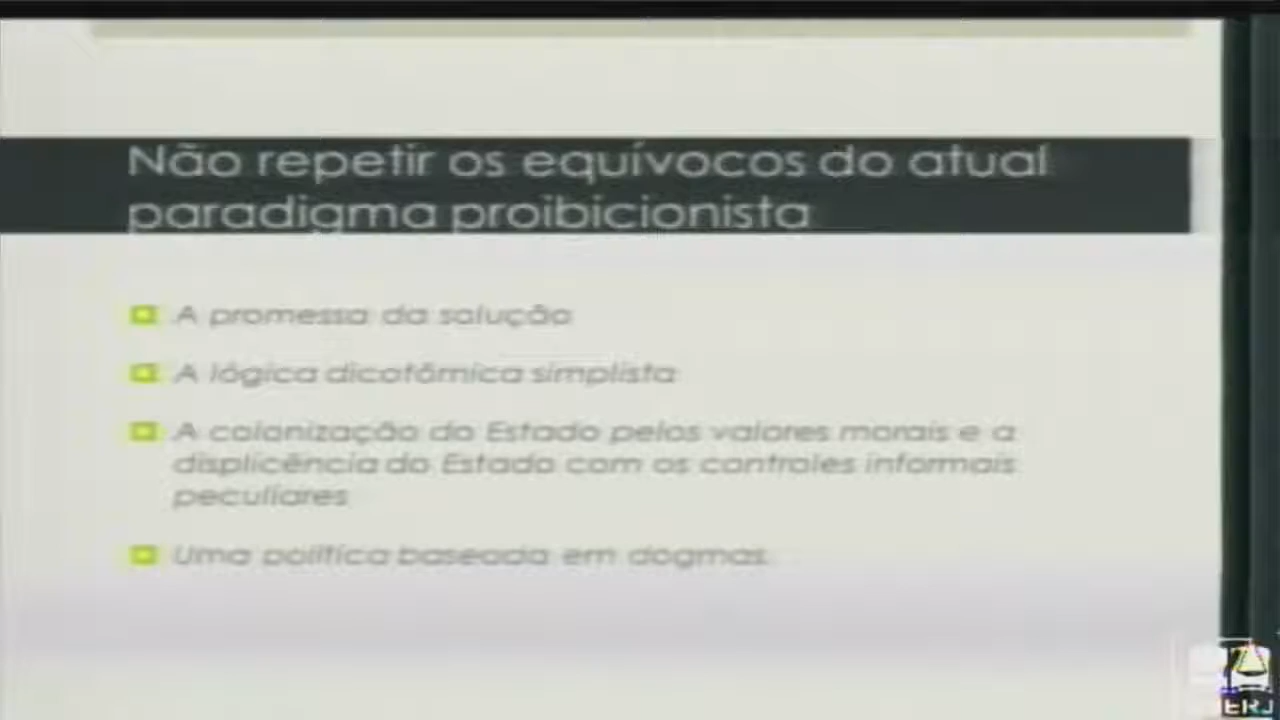 Não repetir os equívocos do atual
paradigma proibicionista
A promessa da solução
A lógica dicotômica simplista
A colonização do Estado pelos valores morais e a
displicência do Estado com os controles informais
peculiares
Uma política baseada em dogmas.
ERJ